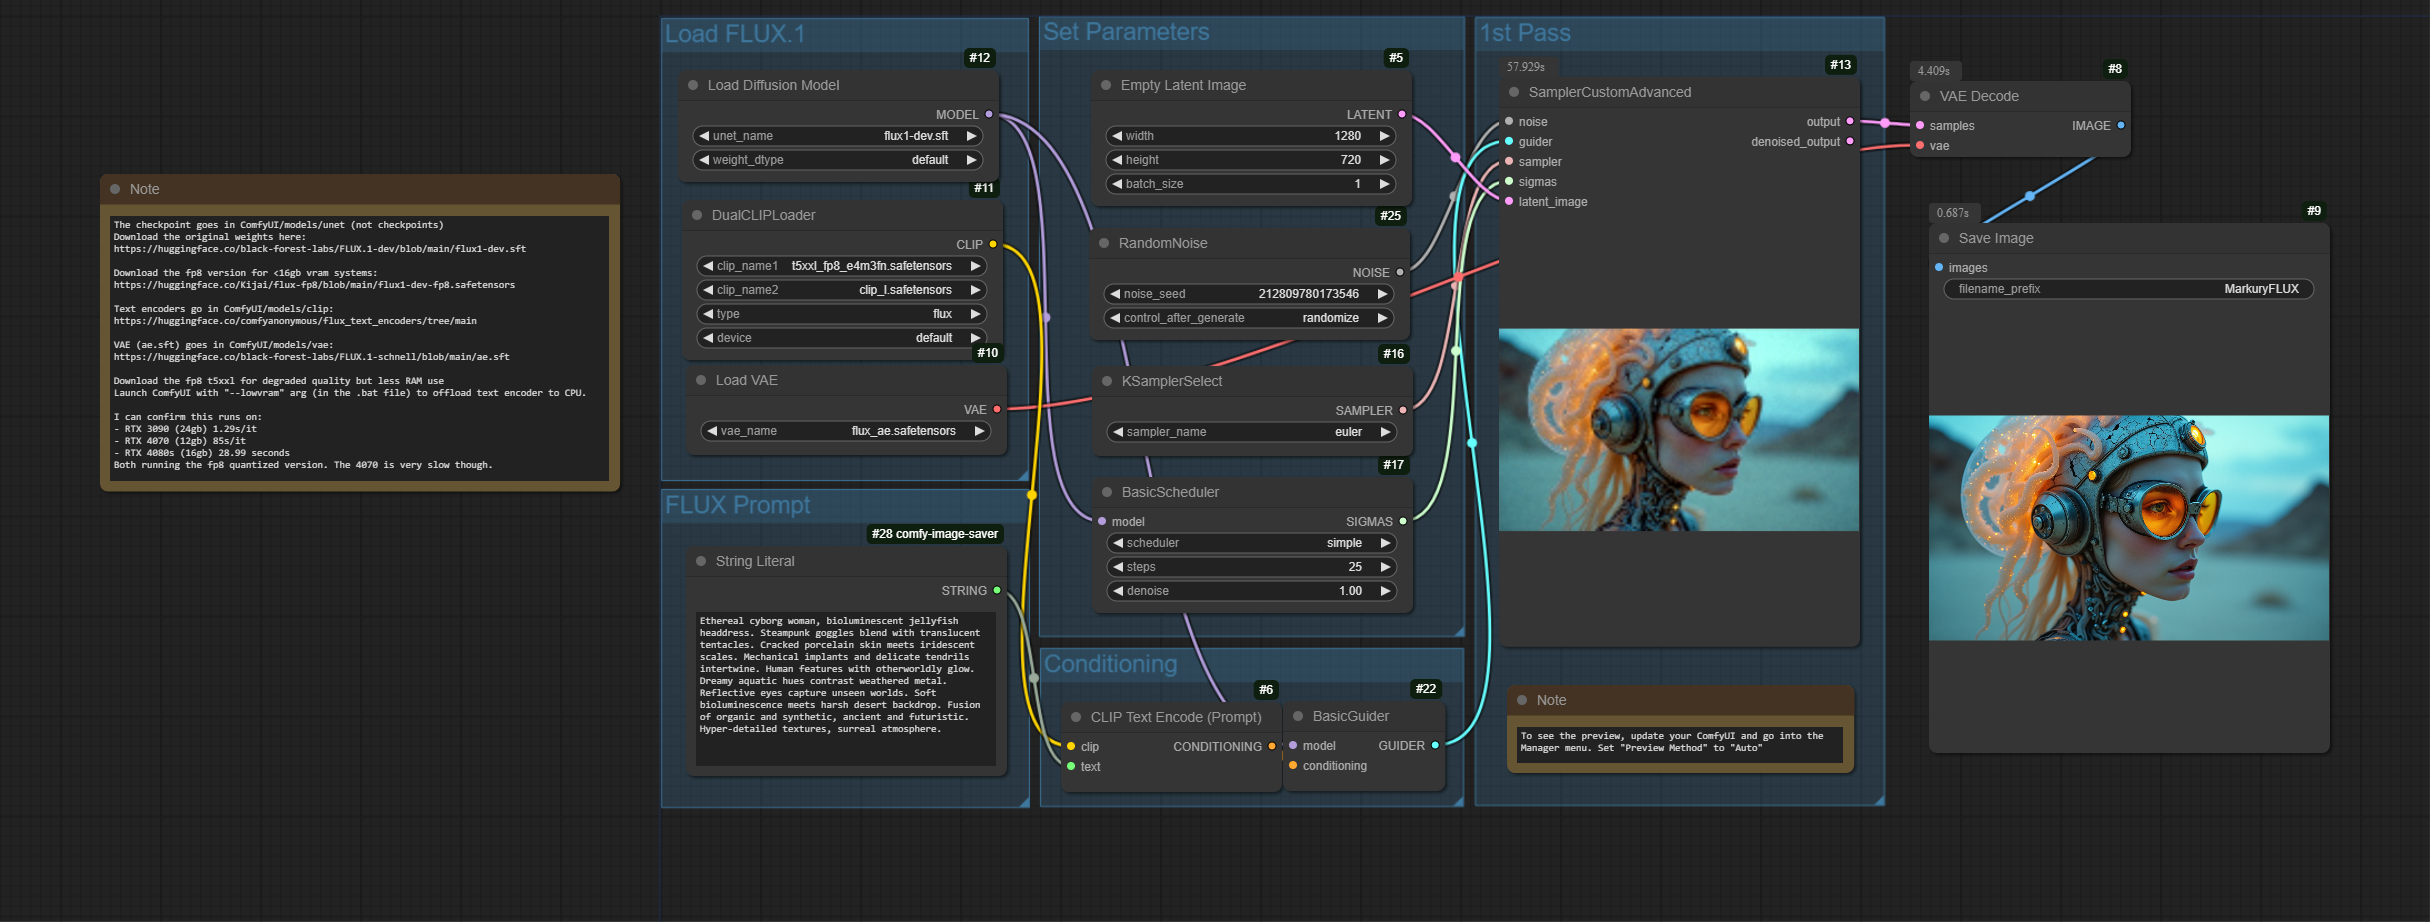 Note
The checkpoint goes in ComfyUI/models/unet (not checkpoints)
Download the original weights here:
https://huggingface.co/black-forest-labs/FLUX.1-dev/blob/main/flux1-dev.sft
Download the fp8 version for <16gb vram systems:
https://huggingface.co/Kijai/flux-fp8/blob/main/flux1-dev-fp8.safetensors
Text encoders go in ComfyUI/models/clip:
https://huggingface.co/comfyanonymous/flux_text_encoders/tree/main
VAE (ae.sft) goes in ComfyUI/models/vae:
https://huggingface.co/black-forest-labs/FLUX.1-schnell/blob/main/ae.sft
Download the fp8 t5xxl for degraded quality but less RAM use
Launch ComfyUI with "--lowvram" arg (in the .bat file) to offload text encoder to CPU.
I can confirm this runs on:
- RTX 3090 (24gb) 1.29s/it
- RTX 4070 (12gb) 85s/it
- RTX 4080s (16gb) 28.99 seconds
Both running the fp8 quantized version. The 4070 is very slow though.
Load FLUX.1
#12
Load Diffusion Model
MODEL
unet_name flux1-dev.sft
weight_dtype default
#11
DualCLIPLoader
CLIP
clip_name1 t5xxl_fp8_e4m3fn.safetensors
clip_name2 clip_l.safetensors
type flux
device default
#10
Load VAE
VAE
vae_name flux_ae.safetensors
FLUX Prompt
#28 comfy-image-saver
String Literal
STRING
Ethereal cyborg woman, bioluminescent jellyfish
headdress. Steampunk goggles blend with translucent
tentacles. Cracked porcelain skin meets iridescent
scales. Mechanical implants and delicate tendrils
intertwine. Human features with otherworldly glow.
Dreamy aquatic hues contrast weathered metal.
Reflective eyes capture unseen worlds. Soft
bioluminescence meets harsh desert backdrop. Fusion
of organic and synthetic, ancient and futuristic.
Hyper-detailed textures, surreal atmosphere.
Set Parameters
#5
Empty Latent Image
LATENT
width 1280
height 720
batch_size 1
#25
RandomNoise
NOISE
noise_seed 212809780173546
control_after_generate randomize
#16
KSamplerSelect
SAMPLER
sampler_name euler
#17
BasicScheduler
model SIGMAS
scheduler simple
steps 25
denoise 1.00
Conditioning
#6
CLIP Text Encode (Prompt)
clip CONDITIONING
text
#22
BasicGuider
model GUIDER
conditioning
1st Pass
57.929s
#13
SamplerCustomAdvanced
noise output
guider denoised_output
sampler
sigmas
latent_image
Note
To see the preview, update your ComfyUI and go into the
Manager menu. Set "Preview Method" to "Auto"
4.409s
#8
VAE Decode
samples IMAGE
vae
0.687s
#9
Save Image
images
filename_prefix MarkuryFLUX